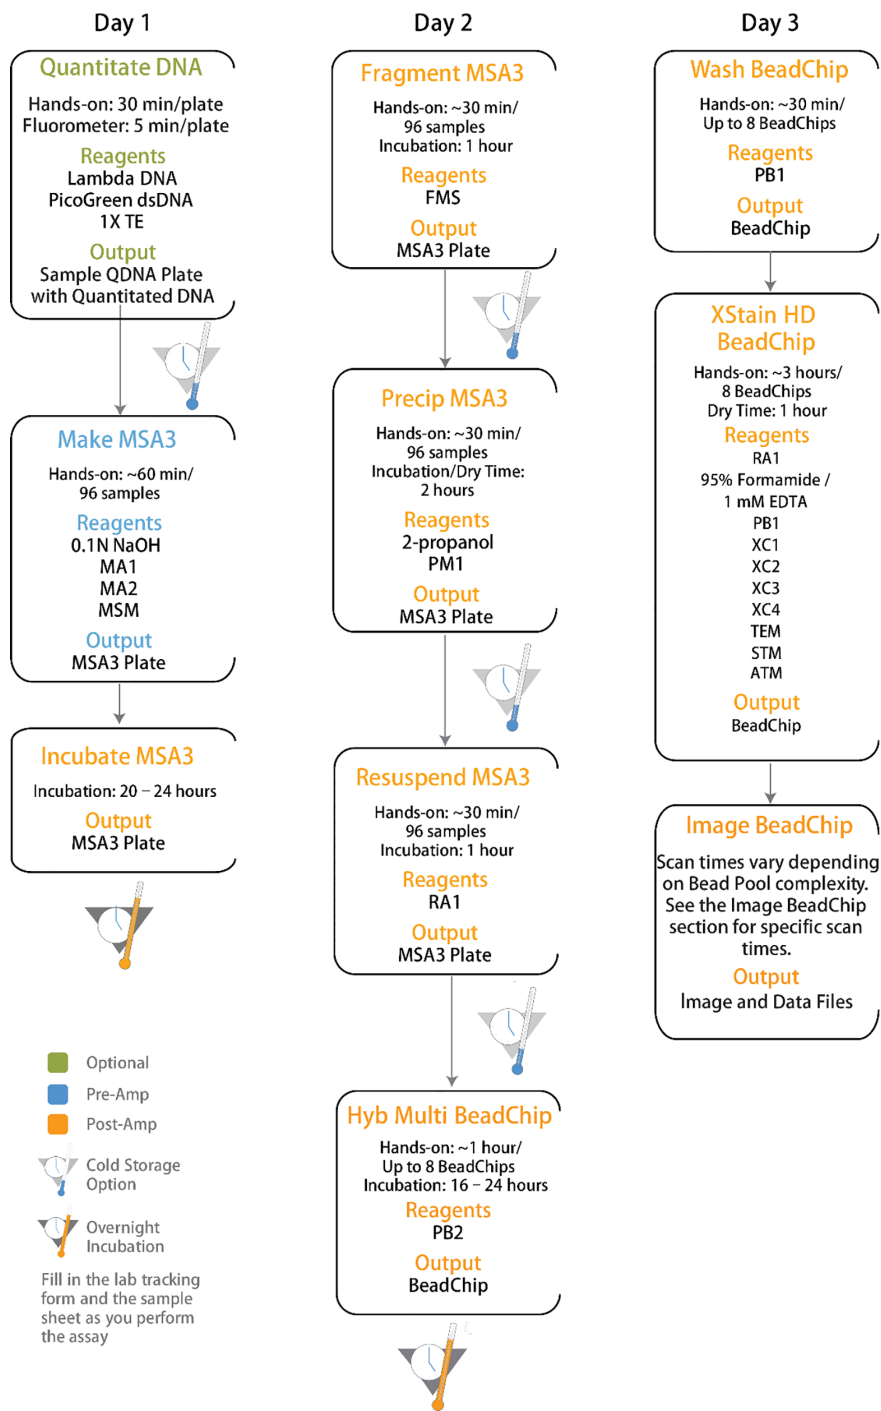 Day 1
Quantitate DNA
Hands-on: 30 min/plate
Fluorometer: 5 min/plate
Reagents
Lambda DNA
PicoGreen dsDNA
1X TE
Output
Sample QDNA Plate
with Quantitated DNA
Make MSA3
Hands-on: ~60 min/
96 samples
Reagents
0.1N NaOH
MA1
MA2
MSM
Output
MSA3 Plate
Incubate MSA3
Incubation: 20 – 24 hours
Output
MSA3 Plate
Optional
Pre-Amp
Post-Amp
Cold Storage
Option
Overnight
Incubation
Fill in the lab tracking
form and the sample
sheet as you perform
the assay
Day 2
Fragment MSA3
Hands-on: ~30 min/
96 samples
Incubation: 1 hour
Reagents
FMS
Output
MSA3 Plate
Precip MSA3
Hands-on: ~30 min/
96 samples
Incubation/Dry Time:
2 hours
Reagents
2-propanol
PM1
Output
MSA3 Plate
Resuspend MSA3
Hands-on: ~30 min/
96 samples
Incubation: 1 hour
Reagents
RA1
Output
MSA3 Plate
Hyb Multi BeadChip
Hands-on: ~1 hour/
Up to 8 BeadChips
Incubation: 16 – 24 hours
Reagents
PB2
Output
BeadChip
Day 3
Wash BeadChip
Hands-on: ~30 min/
Up to 8 BeadChips
Reagents
PB1
Output
BeadChip
XStain HD
BeadChip
Hands-on: ~3 hours/
8 BeadChips
Dry Time: 1 hour
Reagents
RA1
95% Formamide /
1 mM EDTA
PB1
XC1
XC2
XC3
XC4
TEM
STM
ATM
Output
BeadChip
Image BeadChip
Scan times vary depending
on Bead Pool complexity.
See the Image BeadChip
section for specific scan
times.
Output
Image and Data Files